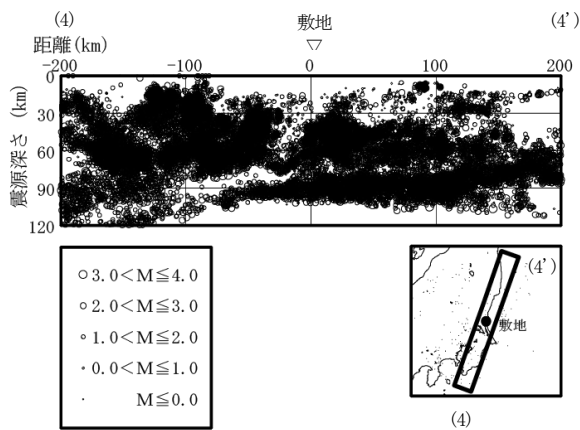 (4) 敷地 (4')
距離(km) ▽
-200 -100 0 100 200
震源深さ (km)
0
30
60
90
120
○3.0<M≦4.0
○2.0<M≦3.0
○1.0<M≦2.0
∘0.0<M≦1.0
· M≦0.0
(4')
敷地
(4)